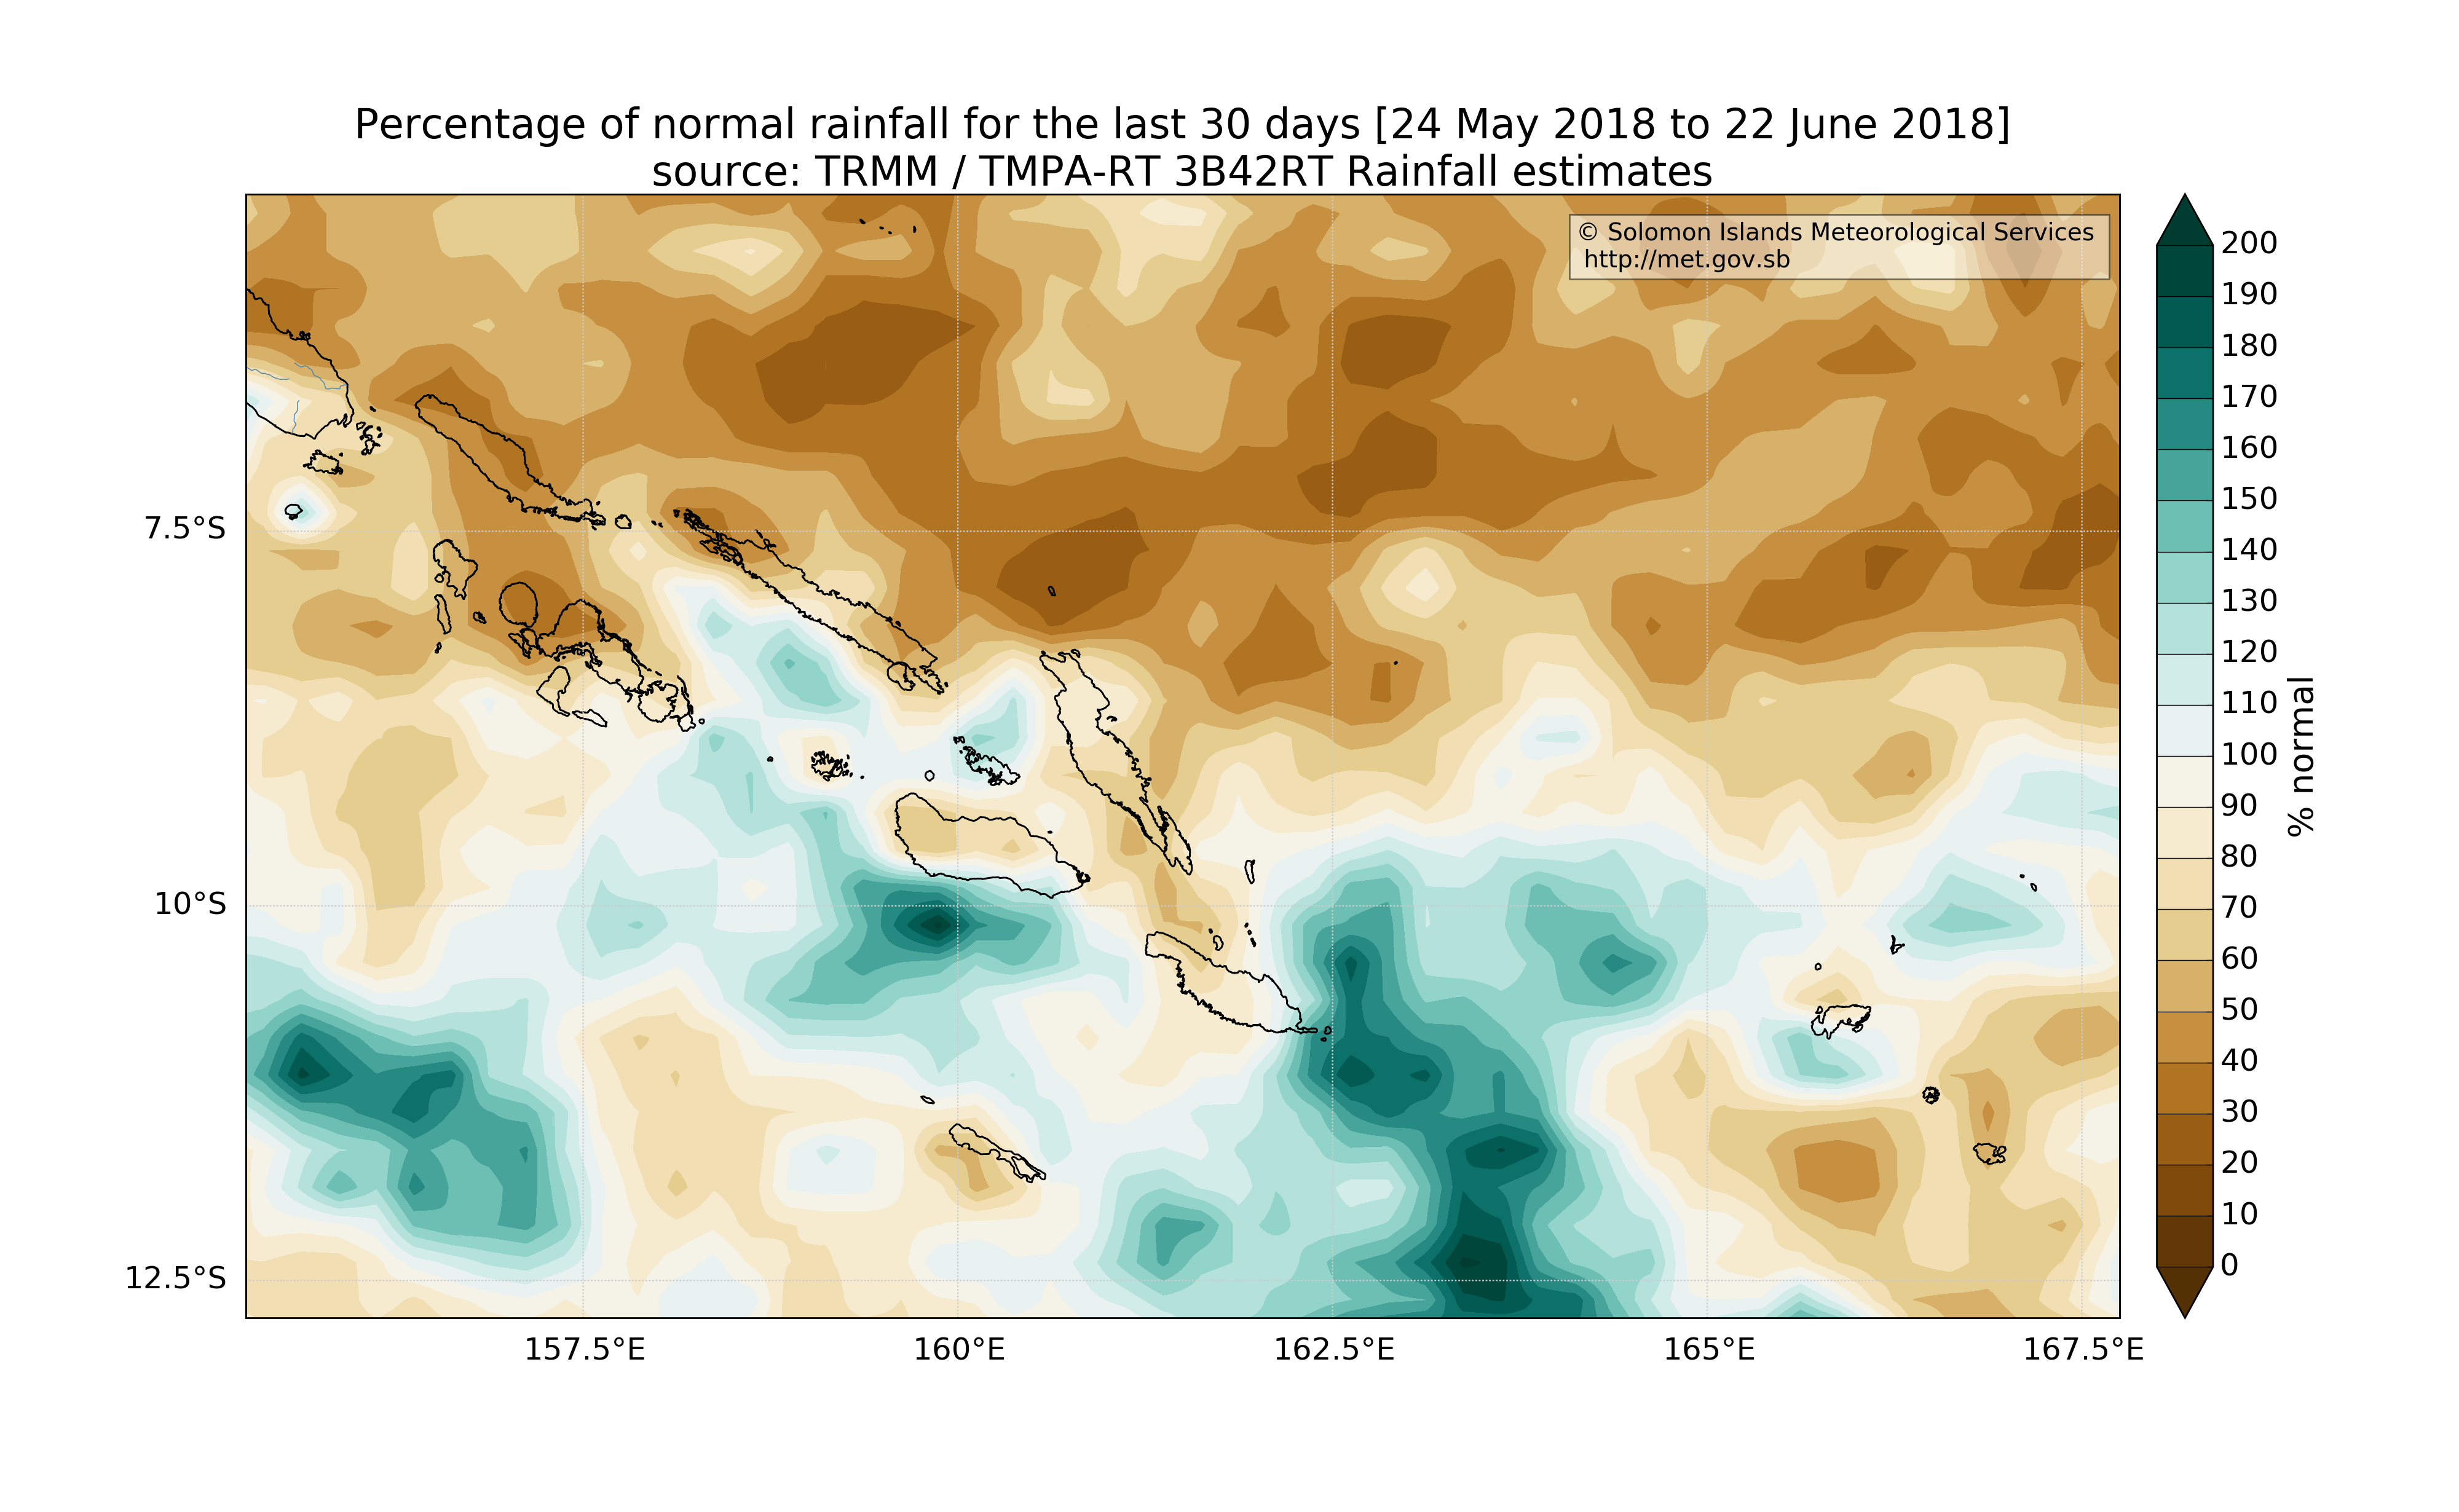 Percentage of normal rainfall for the last 30 days [24 May 2018 to 22 June 2018]
source: TRMM / TMPA-RT 3B42RT Rainfall estimates
© Solomon Islands Meteorological Services
http://met.gov.sb
7.5°S
10°S
12.5°S
157.5°E
160°E
162.5°E
165°E
167.5°E
200
190
180
170
160
150
140
130
120
110
100
90
80
70
60
50
40
30
20
10
0
% normal